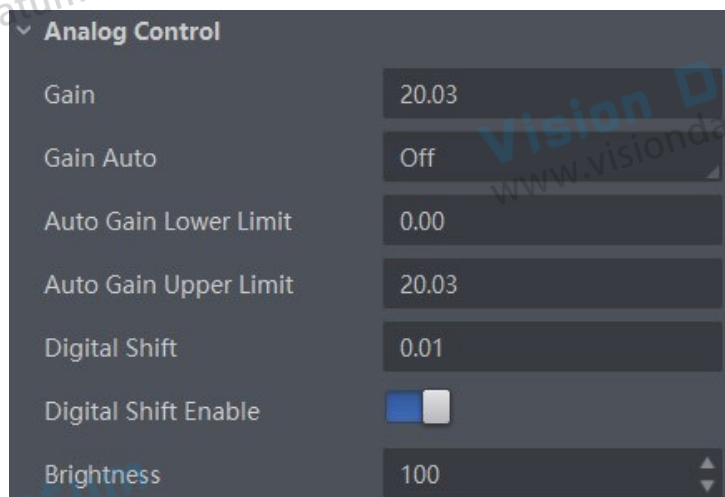 Analog Control
Gain 20.03
Gain Auto Off
Auto Gain Lower Limit 0.00
Auto Gain Upper Limit 20.03
Digital Shift 0.01
Digital Shift Enable
Brightness 100